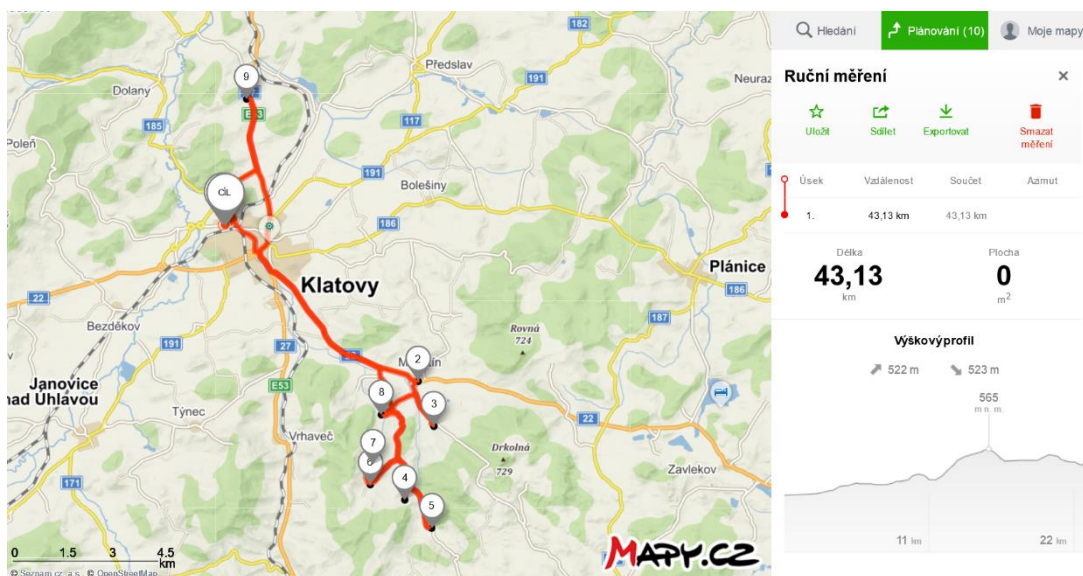 Hledání
Plánování (10)
Moje mapy
Ruční měření
×
Uložit
Sdílet
Exportovat
Smazat
měření
Úsek
Vzdálenost
Součet
Azimut
1.
43,13 km
43,13 km
Délka
43,13
km
Plocha
0
m²
Výškový profil
522 m
523 m
565
m n. m.
11 km
22 km
182
9
Předslav
191
Neuraz
Dolany
E53
117
185
Poleň
191
CÍL
Bolešiny
186
Klatovy
Plánice
186
22
187
Bezděkov
191
27
Rovná
724
2
E53
8
3
22
Janovice
nad Úhlavou
Týnec
Vrhaveč
7
6
Drkolná
729
Zavlekov
4
171
5
0 1.5 3 4.5
km
MAPY.CZ
© Seznam.cz, a.s., © OpenStreetMap